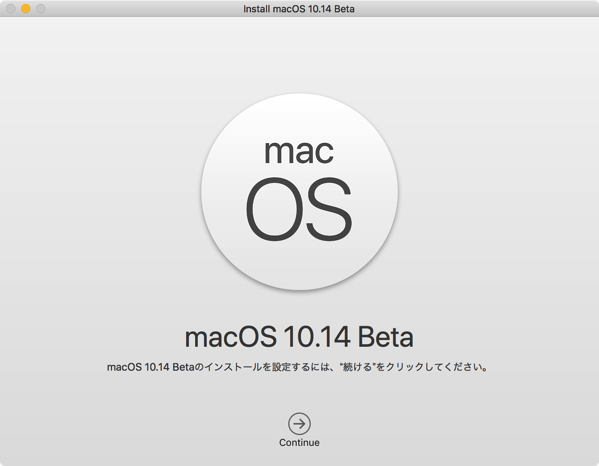 Install macOS 10.14 Beta
mac
OS
macOS 10.14 Beta
macOS 10.14 Betaのインストールを設定するには、“続ける”をクリックしてください。
Continue